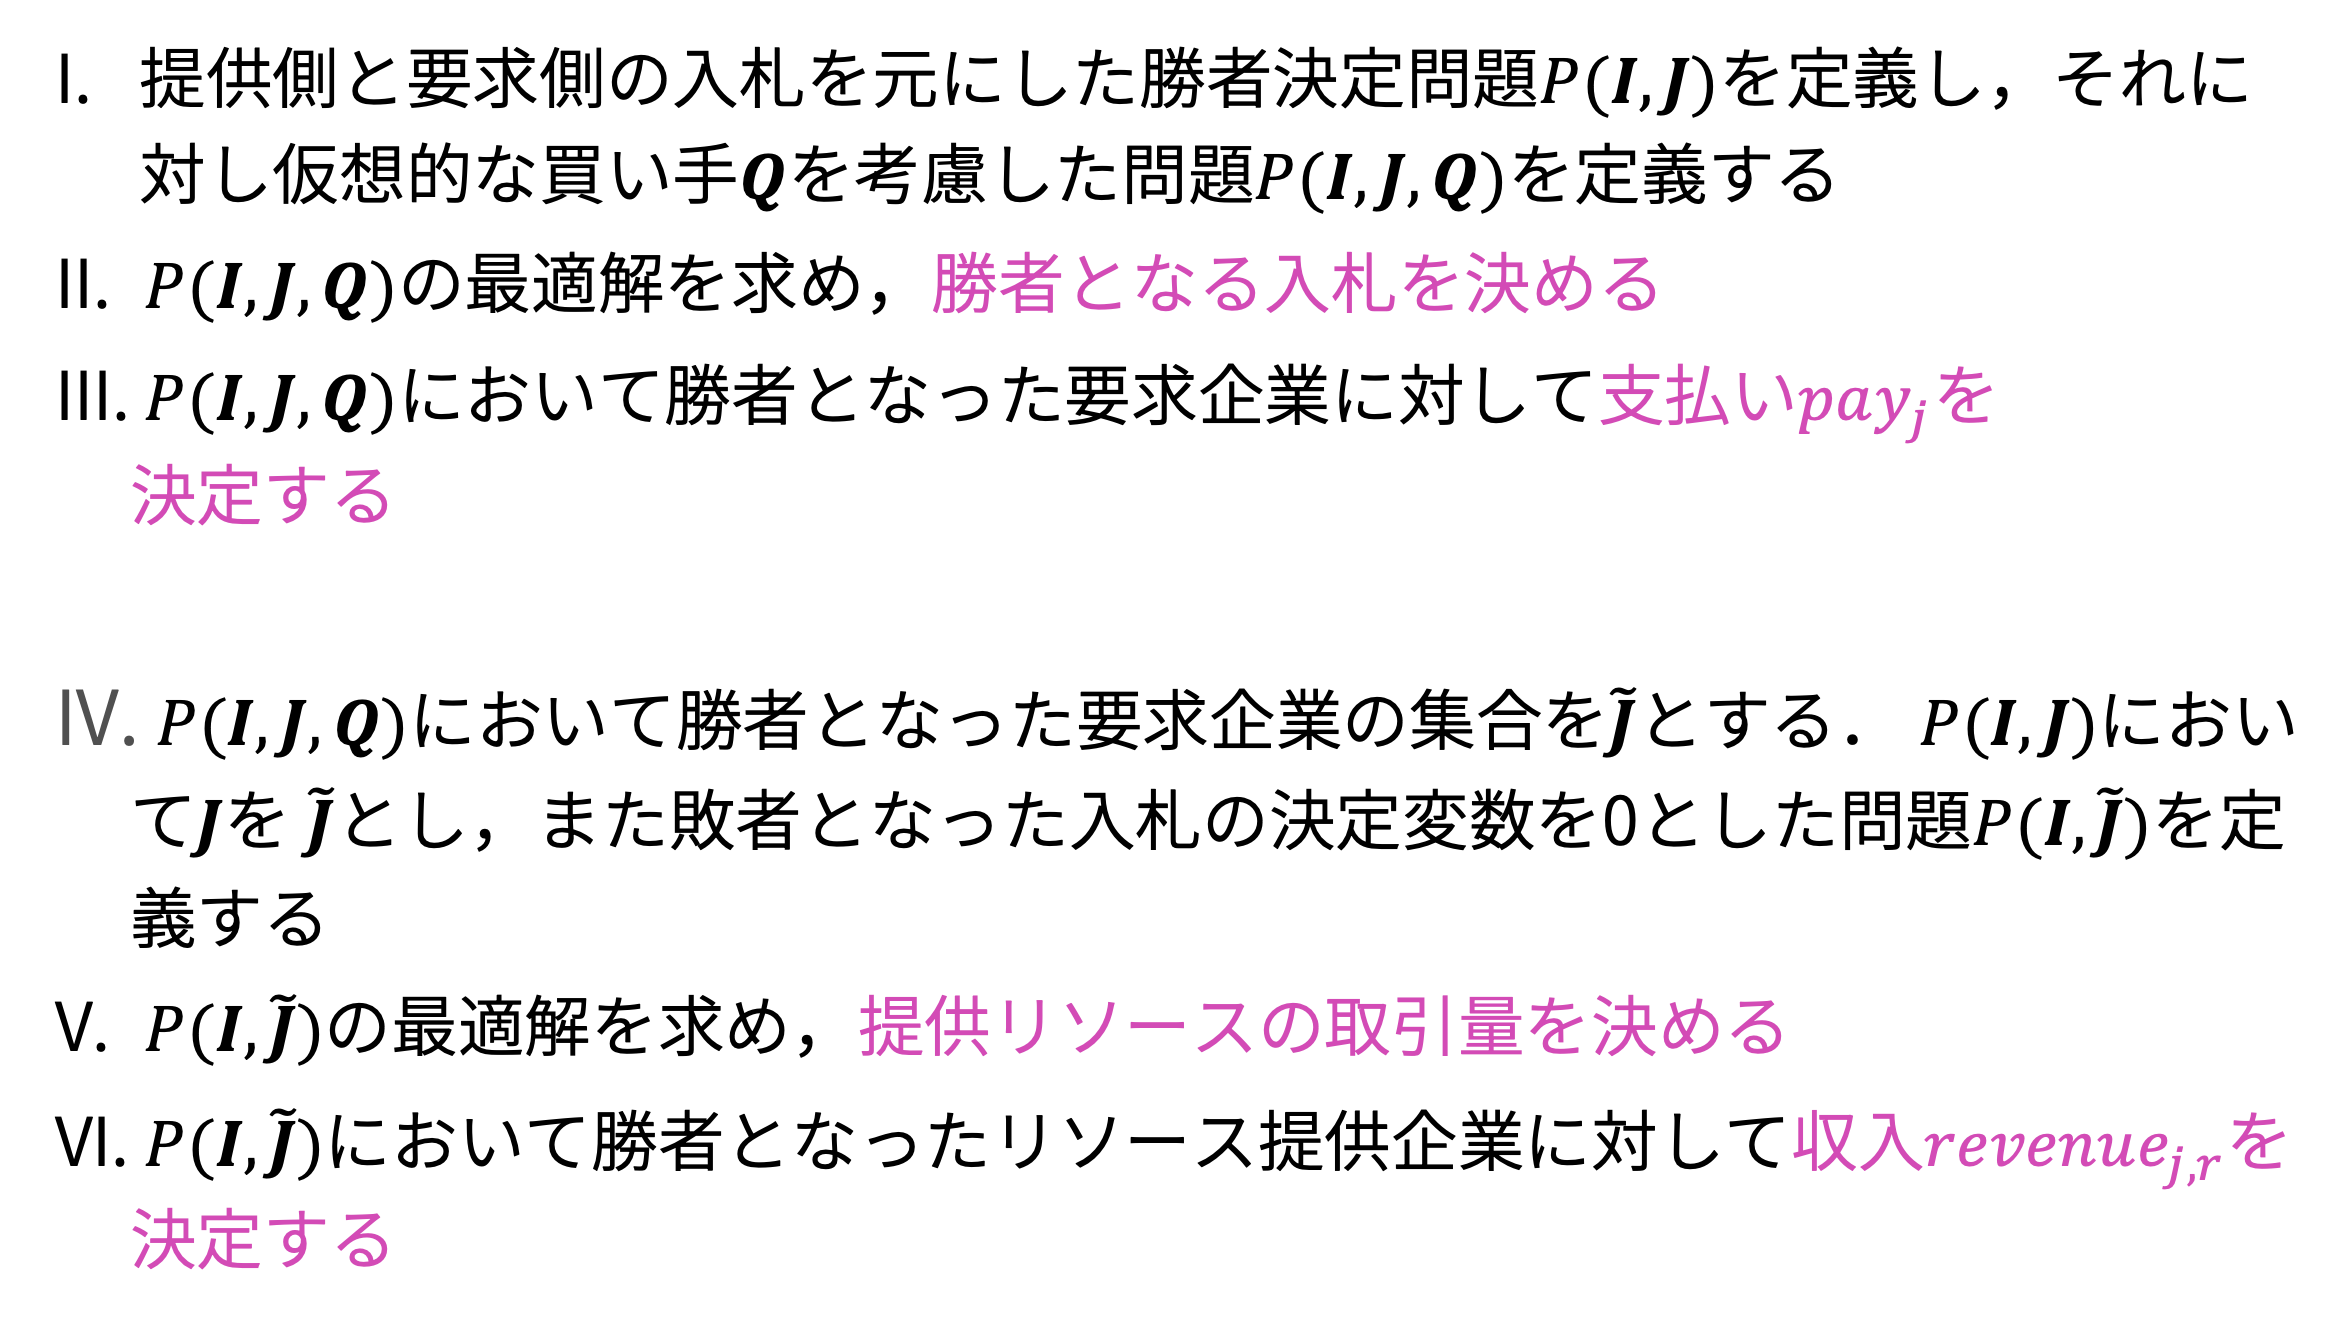 I. 提供側と要求側の入札を元にした勝者決定問題P(I,J)を定義し，それに
対し仮想的な買い手Qを考慮した問題P(I,J,Q)を定義する
II. P(I,J,Q)の最適解を求め，勝者となる入札を決める
III. P(I,J,Q)において勝者となった要求企業に対して支払いpay_jを
決定する
IV. P(I,J,Q)において勝者となった要求企業の集合をJ̃とする． P(I,J)におい
てJを J̃とし，また敗者となった入札の決定変数を0とした問題P(I,J̃)を定
義する
V. P(I,J̃)の最適解を求め，提供リソースの取引量を決める
VI. P(I,J̃)において勝者となったリソース提供企業に対して収入revenue_{j,r}を
決定する